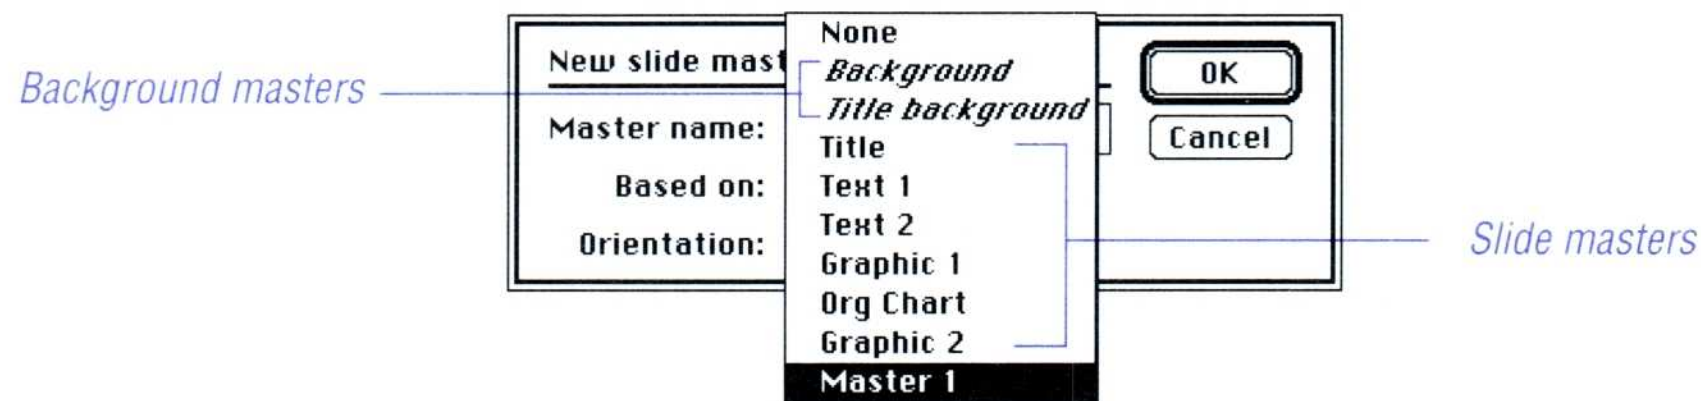 None
New slide mast
Background
OK
Background masters
Title background
Master name:
Cancel
Title
Based on:
Text 1
Text 2
Slide masters
Orientation:
Graphic 1
Org Chart
Graphic 2
Master 1